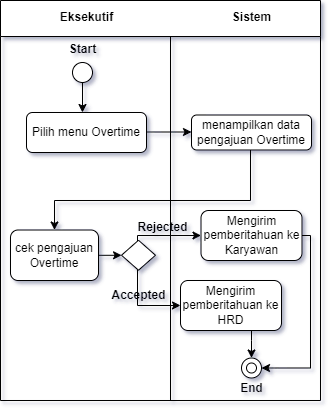 Eksekutif
Sistem
Start
Pilih menu Overtime
menampilkan data
pengajuan Overtime
Rejected
Mengirim
pemberitahuan ke
Karyawan
cek pengajuan
Overtime
Accepted
Mengirim
pemberitahuan ke
HRD
End